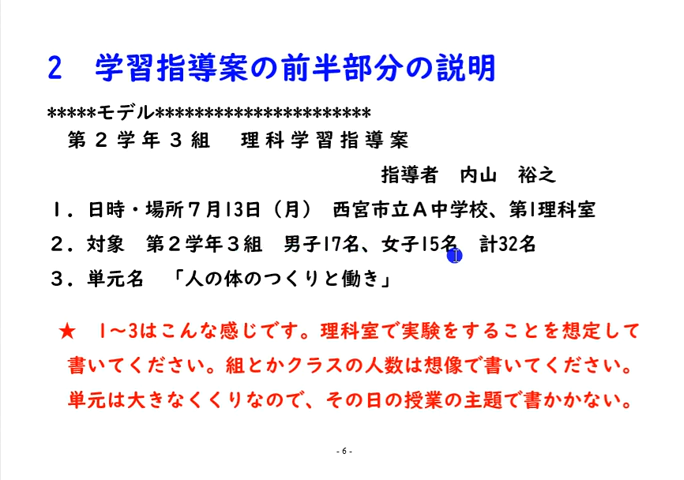 2　学習指導案の前半部分の説明
*****モデル**********************
第２学年３組　理科学習指導案
指導者　内山　裕之
１．日時・場所７月13日（月）　西宮市立Ａ中学校、第1理科室
２．対象　第２学年３組　男子17名、女子15名　計32名
３．単元名　「人の体のつくりと働き」
★　1～3はこんな感じです。理科室で実験をすることを想定して
書いてください。組とかクラスの人数は想像で書いてください。
単元は大きなくくりなので、その日の授業の主題で書かかない。
- 6 -